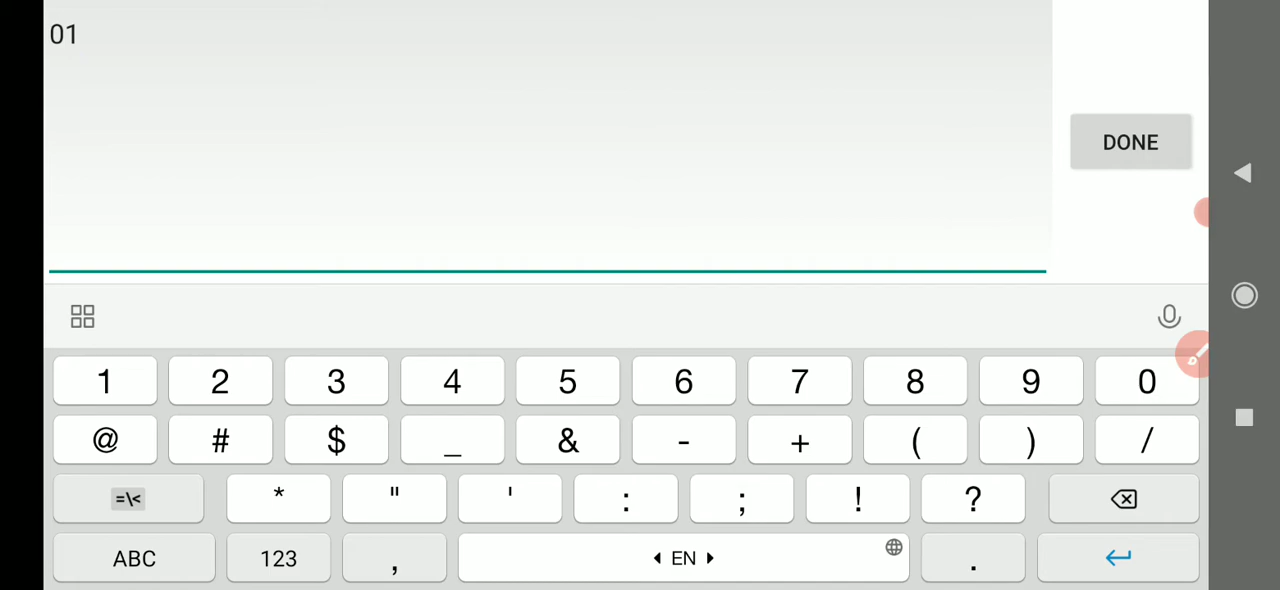 01
DONE
1 2 3 4 5 6 7 8 9 0
@ # $ _ & - + ( ) /
=\< * " ' : ; ! ?
ABC 123 , EN .